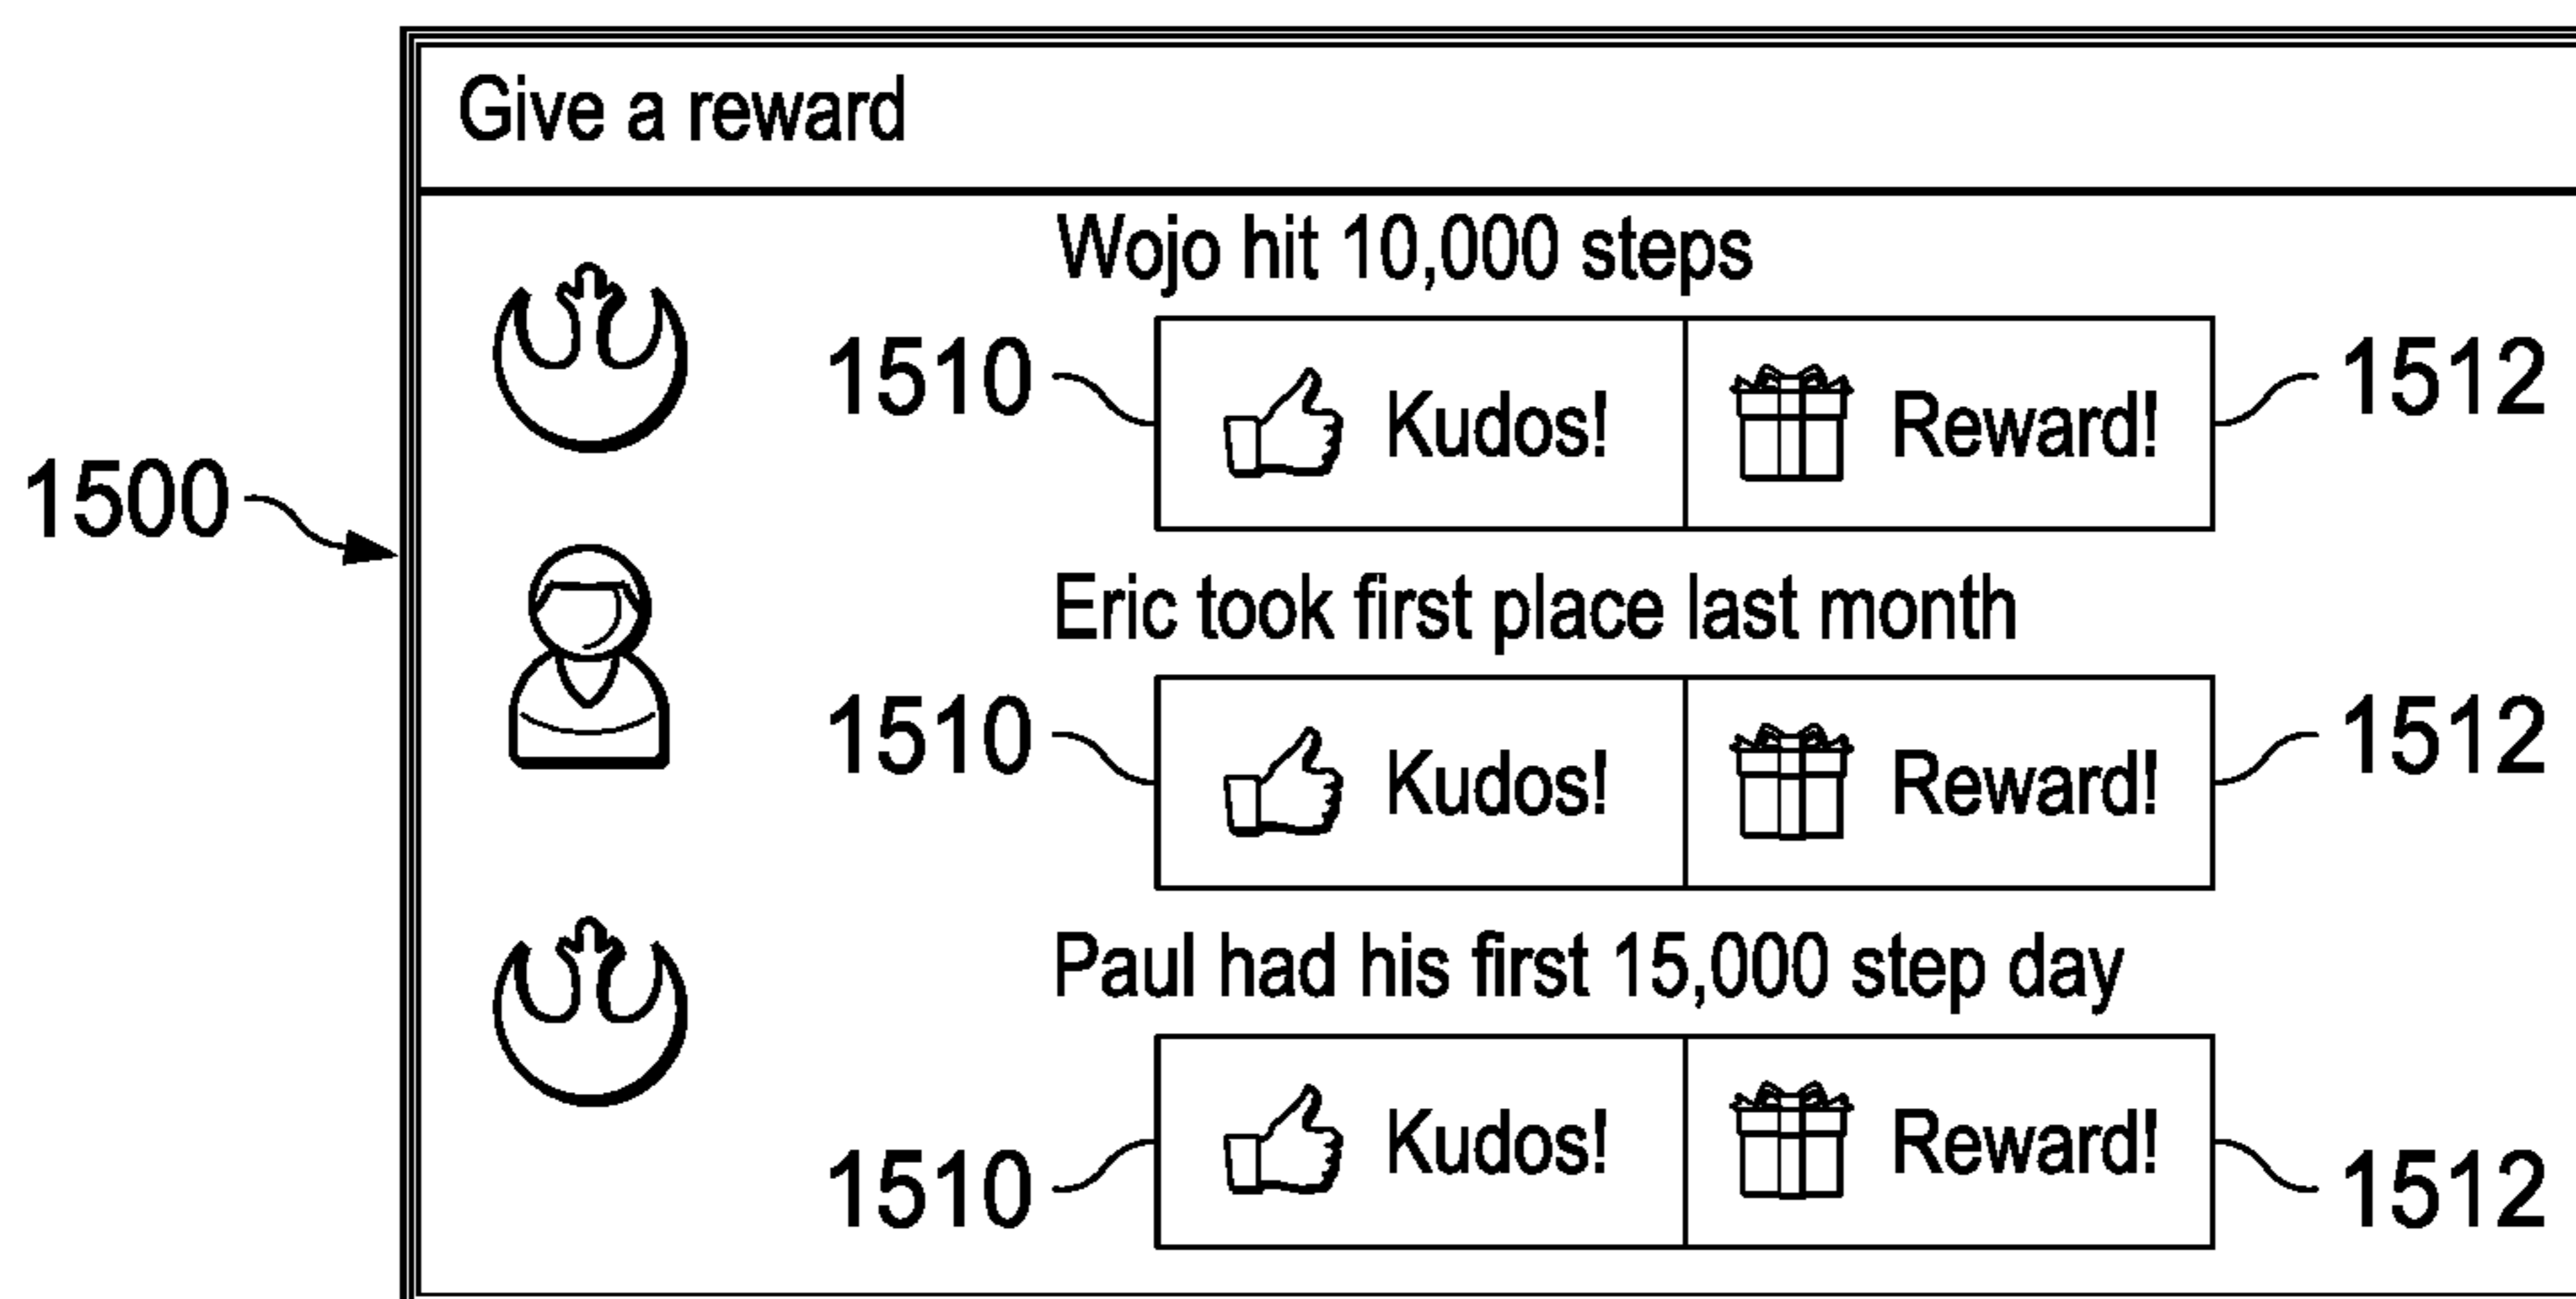 Give a reward
Wojo hit 10,000 steps
1510 Kudos! Reward! 1512
1500
Eric took first place last month
1510 Kudos! Reward! 1512
Paul had his first 15,000 step day
1510 Kudos! Reward! 1512